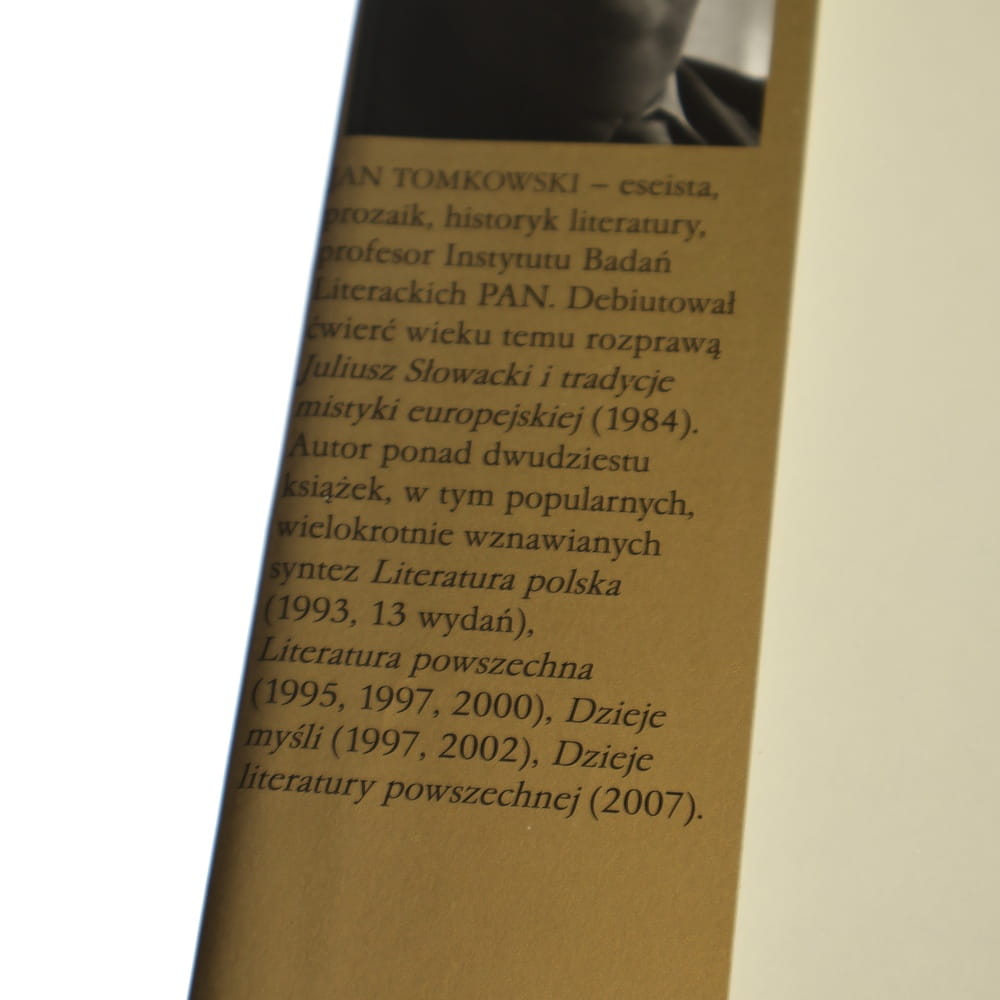 JAN TOMKOWSKI – eseista,
prozaik, historyk literatury,
profesor Instytutu Badań
Literackich PAN. Debiutował
ćwierć wieku temu rozprawą
Juliusz Słowacki i tradycje
mistyki europejskiej (1984).
Autor ponad dwudziestu
książek, w tym popularnych,
wielokrotnie wznawianych
syntez Literatura polska
(1993, 13 wydań),
Literatura powszechna
(1995, 1997, 2000), Dzieje
myśli (1997, 2002), Dzieje
literatury powszechnej (2007).